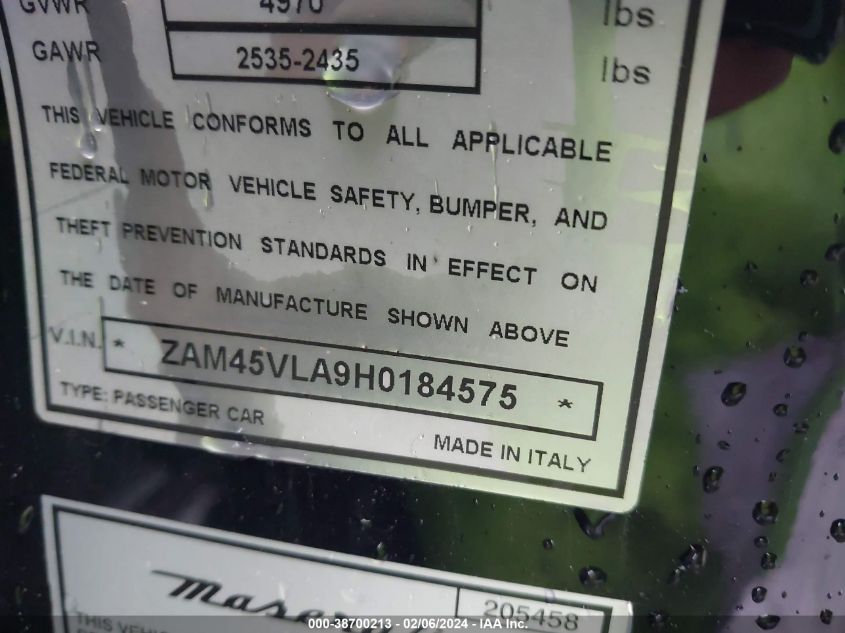 GVWR 4970 lbs
GAWR 2535-2435 lbs
THIS VEHICLE CONFORMS TO ALL APPLICABLE
FEDERAL MOTOR VEHICLE SAFETY, BUMPER, AND
THEFT PREVENTION STANDARDS IN EFFECT ON
THE DATE OF MANUFACTURE SHOWN ABOVE
V.I.N. * ZAM45VLA9H0184575 *
TYPE: PASSENGER CAR
MADE IN ITALY
205458
THIS
000-38700213 - 02/06/2024 - IAA Inc.